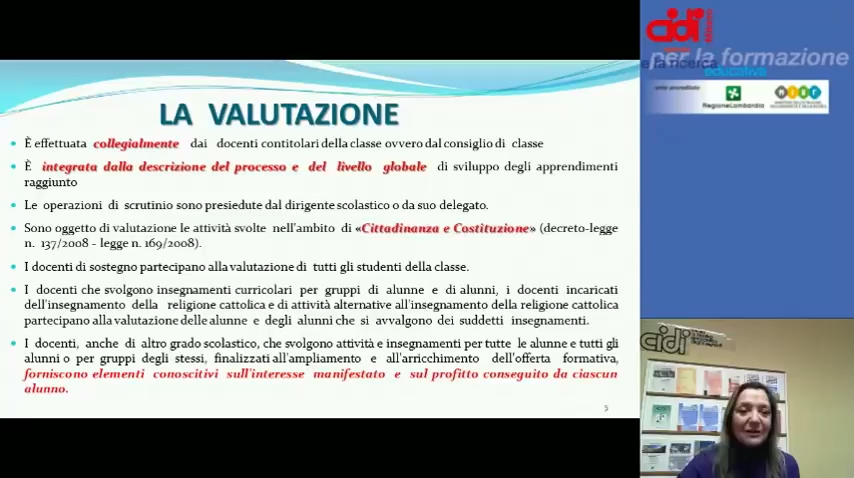 LA VALUTAZIONE
È effettuata collegialmente dai docenti contitolari della classe ovvero dal consiglio di classe
È integrata dalla descrizione del processo e del livello globale di sviluppo degli apprendimenti
raggiunto
Le operazioni di scrutinio sono presiedute dal dirigente scolastico o da suo delegato.
Sono oggetto di valutazione le attività svolte nell'ambito di «Cittadinanza e Costituzione» (decreto-legge
n. 137/2008 - legge n. 169/2008).
I docenti di sostegno partecipano alla valutazione di tutti gli studenti della classe.
I docenti che svolgono insegnamenti curricolari per gruppi di alunne e di alunni, i docenti incaricati
dell'insegnamento della religione cattolica e di attività alternative all'insegnamento della religione cattolica
partecipano alla valutazione delle alunne e degli alunni che si avvalgono dei suddetti insegnamenti.
I docenti, anche di altro grado scolastico, che svolgono attività e insegnamenti per tutte le alunne e tutti gli
alunni o per gruppi degli stessi, finalizzati all'ampliamento e all'arricchimento dell'offerta formativa,
forniscono elementi conoscitivi sull'interesse manifestato e sul profitto conseguito da ciascun
alunno.
5
cidi
per la formazione
e la ricerca
educativa
ente accreditato
RegioneLombardia
cidi